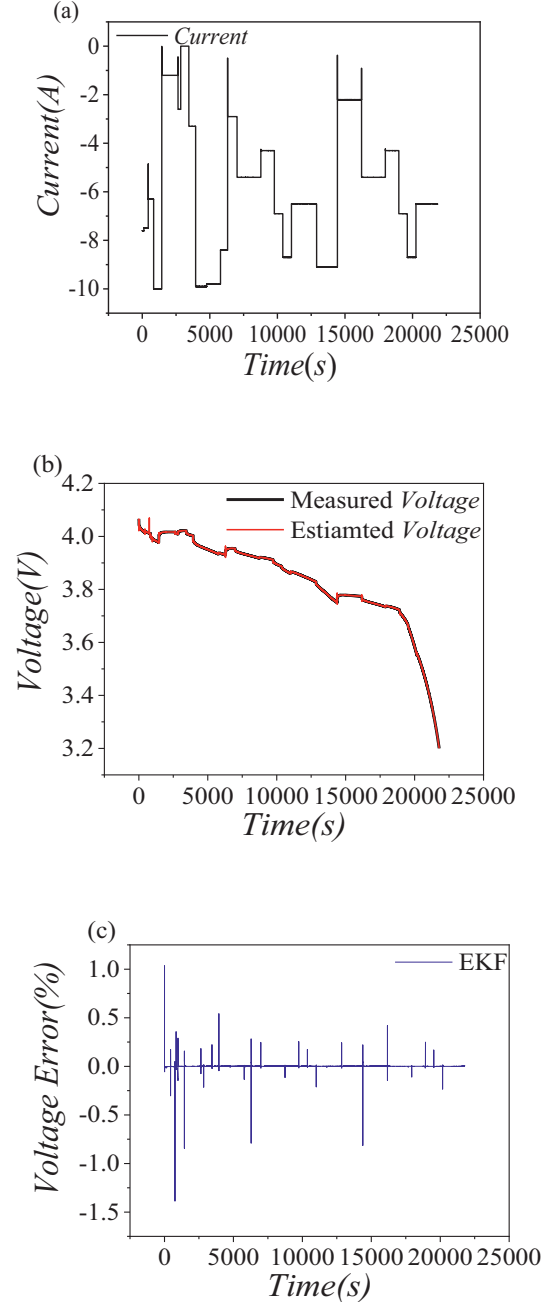 (a)
Current
0
-2
-4
-6
-8
-10
Current(A)
0 5000 10000 15000 20000 25000
Time(s)
(b)
Measured Voltage
Estiamted Voltage
4.2
4.0
3.8
3.6
3.4
3.2
Voltage(V)
0 5000 10000 15000 20000 25000
Time(s)
(c)
EKF
1.0
0.5
0.0
-0.5
-1.0
-1.5
Voltage Error(%)
0 5000 10000 15000 20000 25000
Time(s)